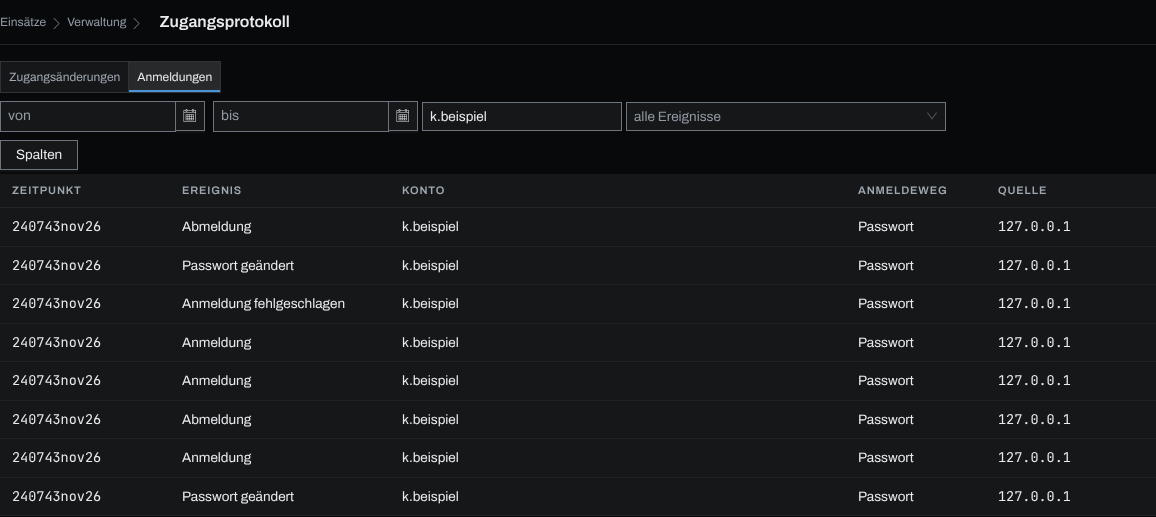 Einsätze > Verwaltung > Zugangsprotokoll
Zugangsänderungen Anmeldungen
von bis k.beispiel alle Ereignisse
Spalten
ZEITPUNKT EREIGNIS KONTO ANMELDEWEG QUELLE
240743nov26 Abmeldung k.beispiel Passwort 127.0.0.1
240743nov26 Passwort geändert k.beispiel Passwort 127.0.0.1
240743nov26 Anmeldung fehlgeschlagen k.beispiel Passwort 127.0.0.1
240743nov26 Anmeldung k.beispiel Passwort 127.0.0.1
240743nov26 Anmeldung k.beispiel Passwort 127.0.0.1
240743nov26 Abmeldung k.beispiel Passwort 127.0.0.1
240743nov26 Anmeldung k.beispiel Passwort 127.0.0.1
240743nov26 Passwort geändert k.beispiel Passwort 127.0.0.1